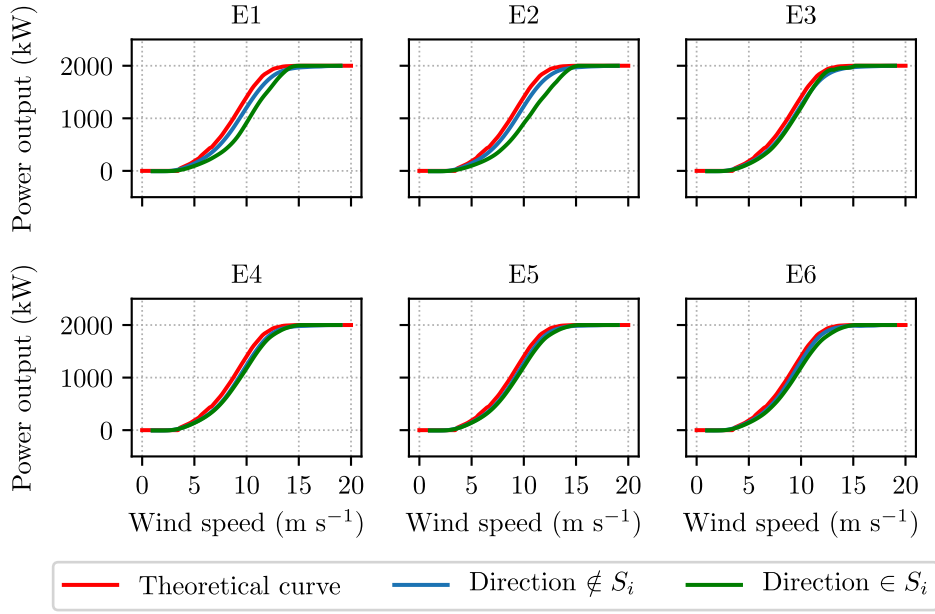 E1 E2 E3
Power output (kW)
2000
1000
0
E4 E5 E6
Power output (kW)
2000
1000
0
0 5 10 15 20 0 5 10 15 20 0 5 10 15 20
Wind speed (m s⁻¹) Wind speed (m s⁻¹) Wind speed (m s⁻¹)
Theoretical curve Direction ∉ Sᵢ Direction ∈ Sᵢ